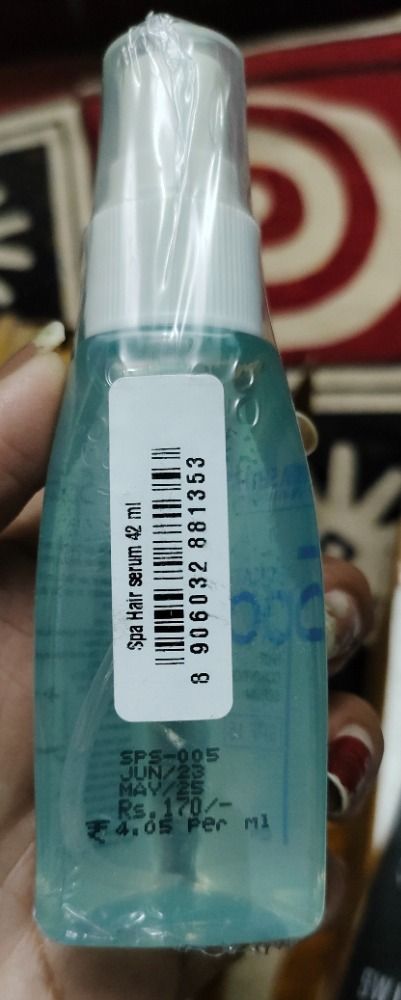 Spa Hair serum 42 ml
8 906032 881353
SPS-005
JUN/23
MAY/25
Rs.170/-
₹ 4.05 Per ml